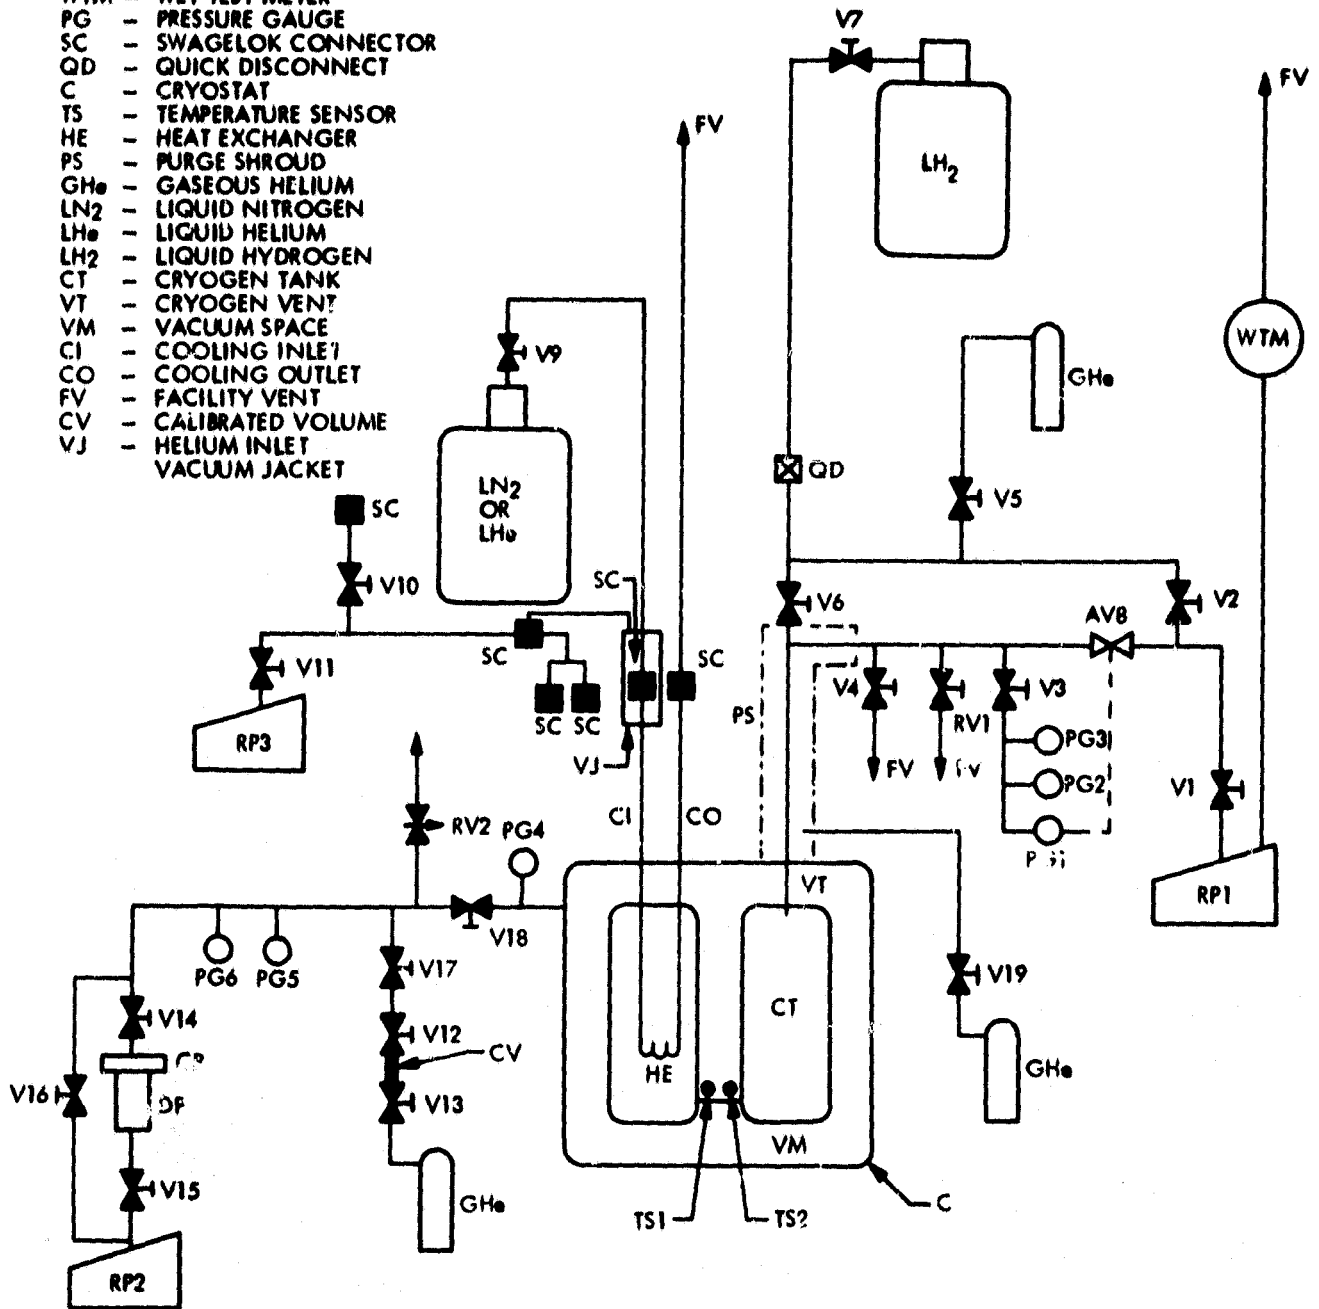 PG – PRESSURE GAUGE
SC – SWAGELOK CONNECTOR
QD – QUICK DISCONNECT
C – CRYOSTAT
TS – TEMPERATURE SENSOR
HE – HEAT EXCHANGER
PS – PURGE SHROUD
GHe – GASEOUS HELIUM
LN2 – LIQUID NITROGEN
LHe – LIQUID HELIUM
LH2 – LIQUID HYDROGEN
CT – CRYOGEN TANK
VT – CRYOGEN VENT
VM – VACUUM SPACE
CI – COOLING INLET
CO – COOLING OUTLET
FV – FACILITY VENT
CV – CALIBRATED VOLUME
VJ – HELIUM INLET
VACUUM JACKET
V7
FV
FV
LH2
WTM
V9
GHe
LN2
OR
LHe
QD
V5
SC
V10
SC
V6
V2
AVB
SC
SC
V11
V4
V3
PS
RV1
SC SC
RP3
PG3
VJ
FV
PG2
V1
CI
CO
RV2
PG4
VT
RP1
V18
PG6
PG5
V17
V19
CT
V14
V12
CV
HE
GHe
V16
V13
VM
V15
GHe
C
TS1
TS2
RP2